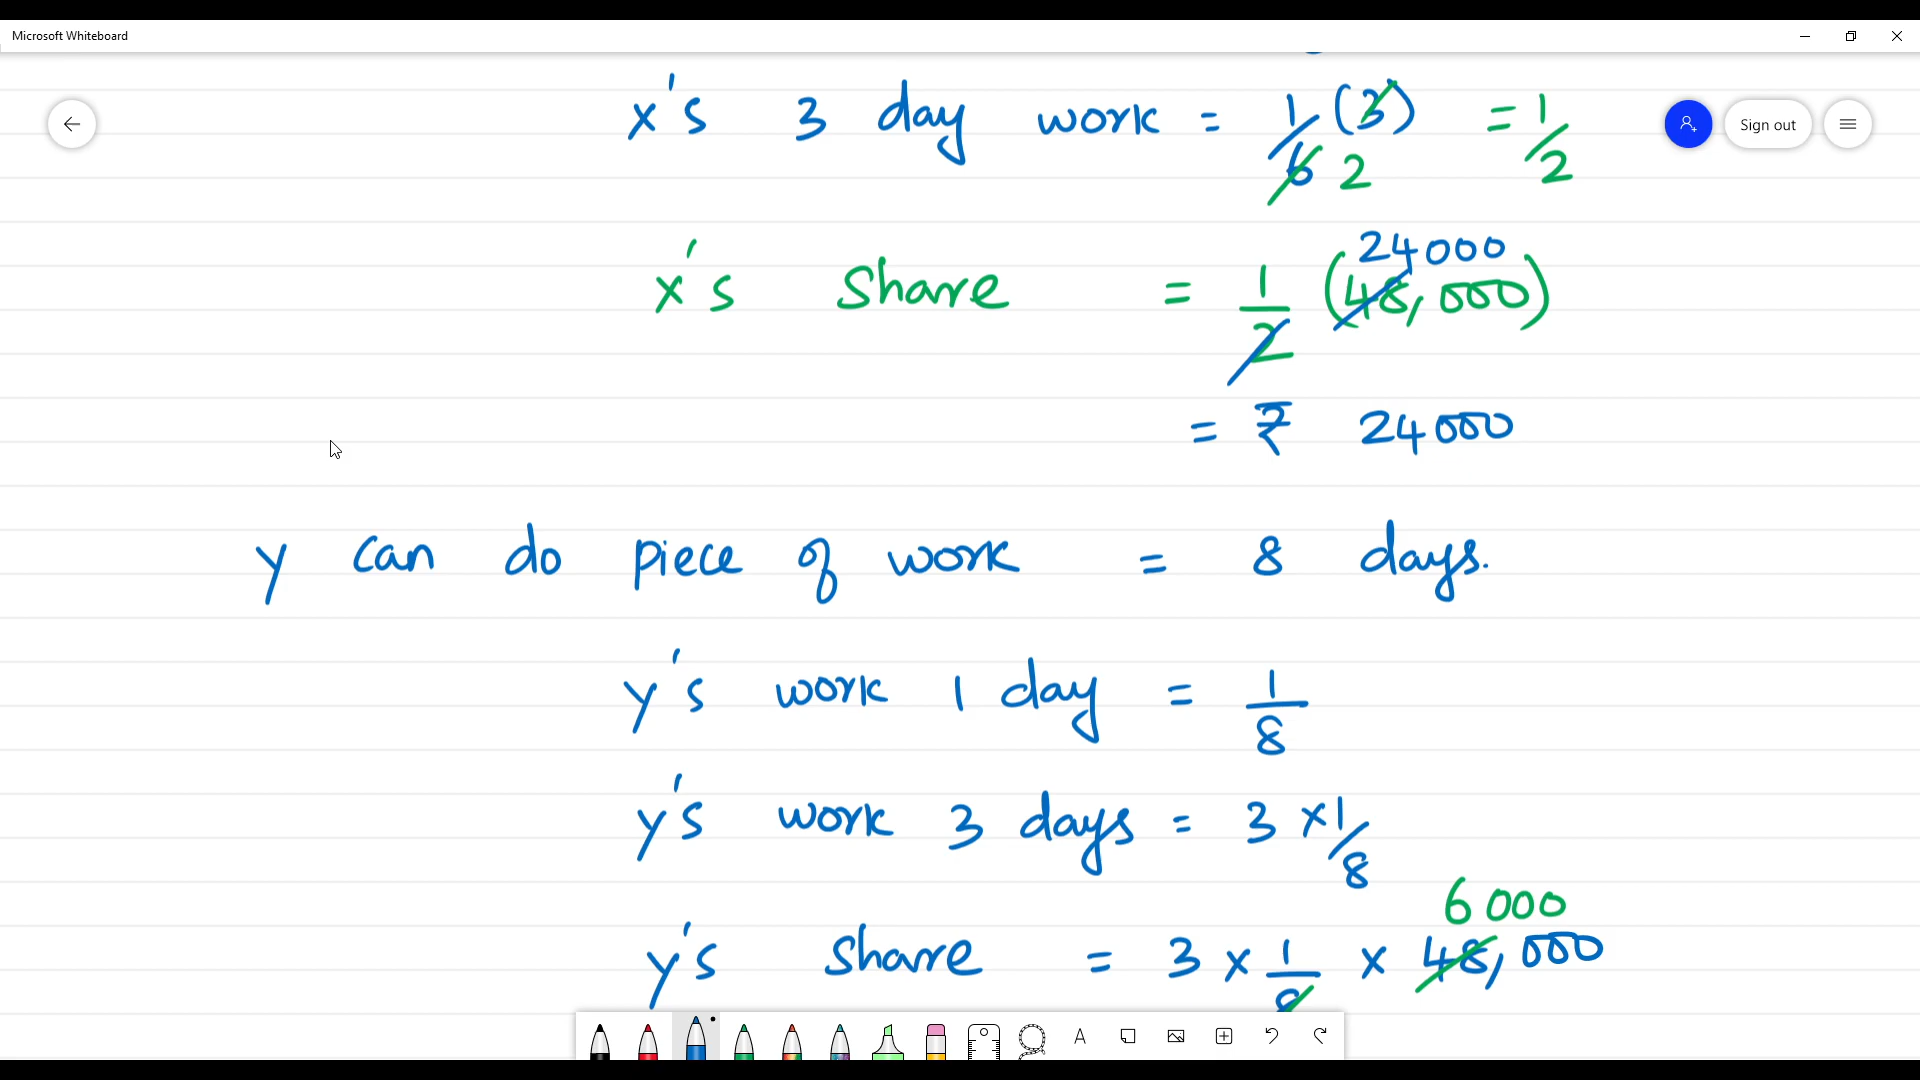 Microsoft Whiteboard
x's 3 day work = 1/6 (3) 2 = 1/2
Sign out
24000
x's Share = 1/2 (48,000)
= ₹ 24000
y can do piece of work = 8 days.
y's work 1 day = 1/8
y's work 3 days = 3 x 1/8
6000
y's Share = 3 x 1/8 x 48,000
A